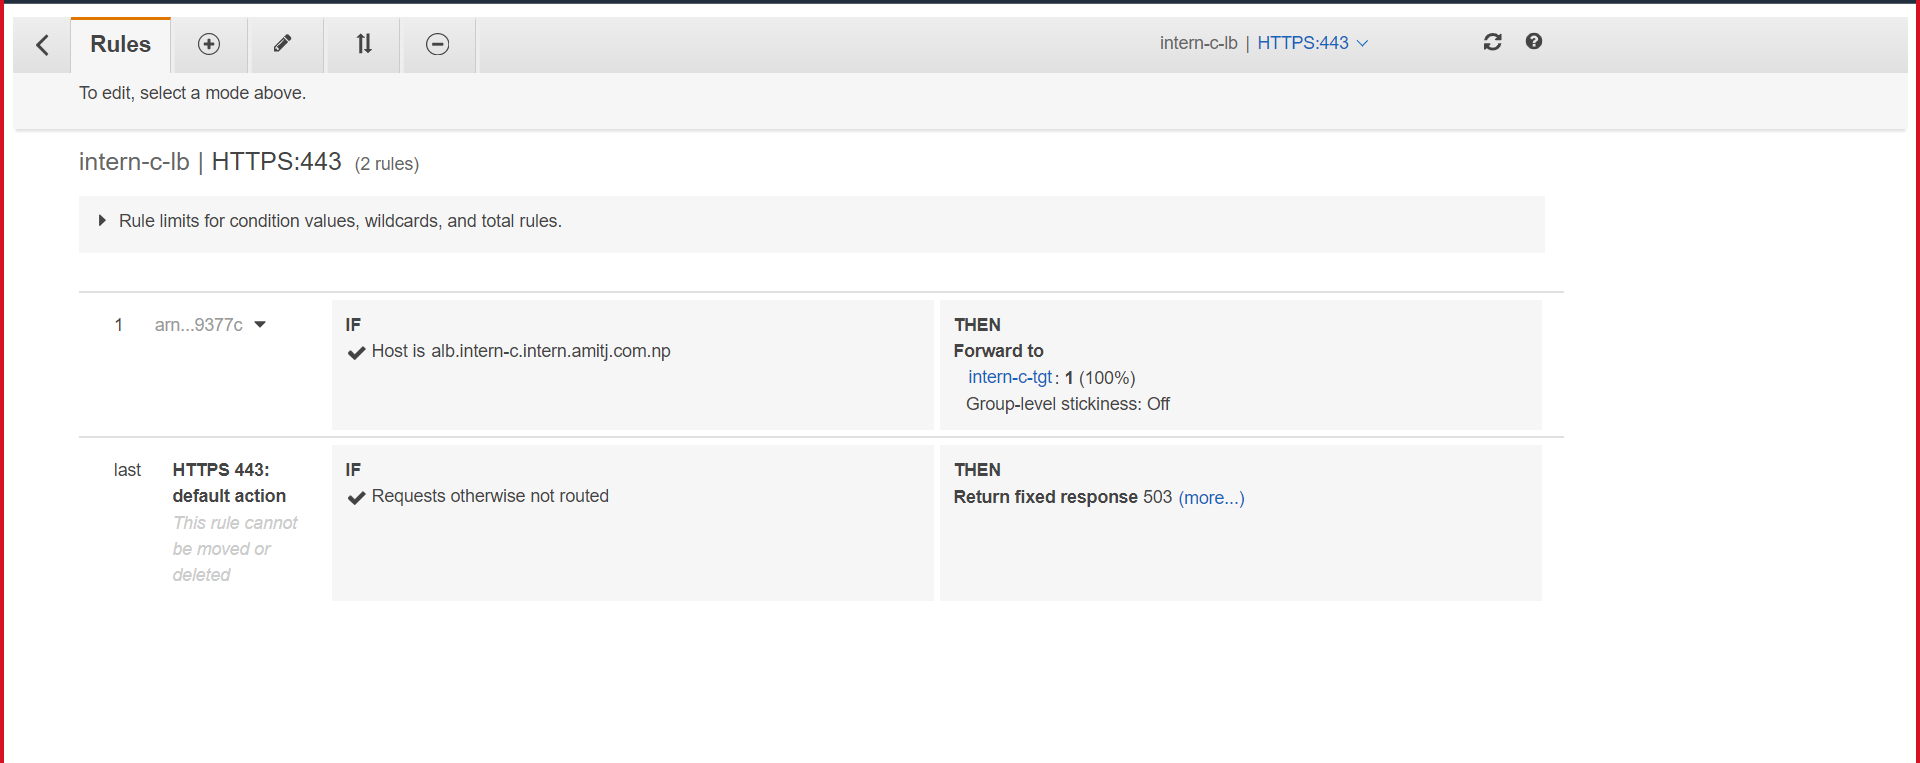 Rules
intern-c-lb | HTTPS:443
To edit, select a mode above.
intern-c-lb | HTTPS:443 (2 rules)
Rule limits for condition values, wildcards, and total rules.
1 arn...9377c
IF
Host is alb.intern-c.intern.amitj.com.np
THEN
Forward to
intern-c-tgt: 1 (100%)
Group-level stickiness: Off
last
HTTPS 443:
default action
This rule cannot
be moved or
deleted
IF
Requests otherwise not routed
THEN
Return fixed response 503 (more...)